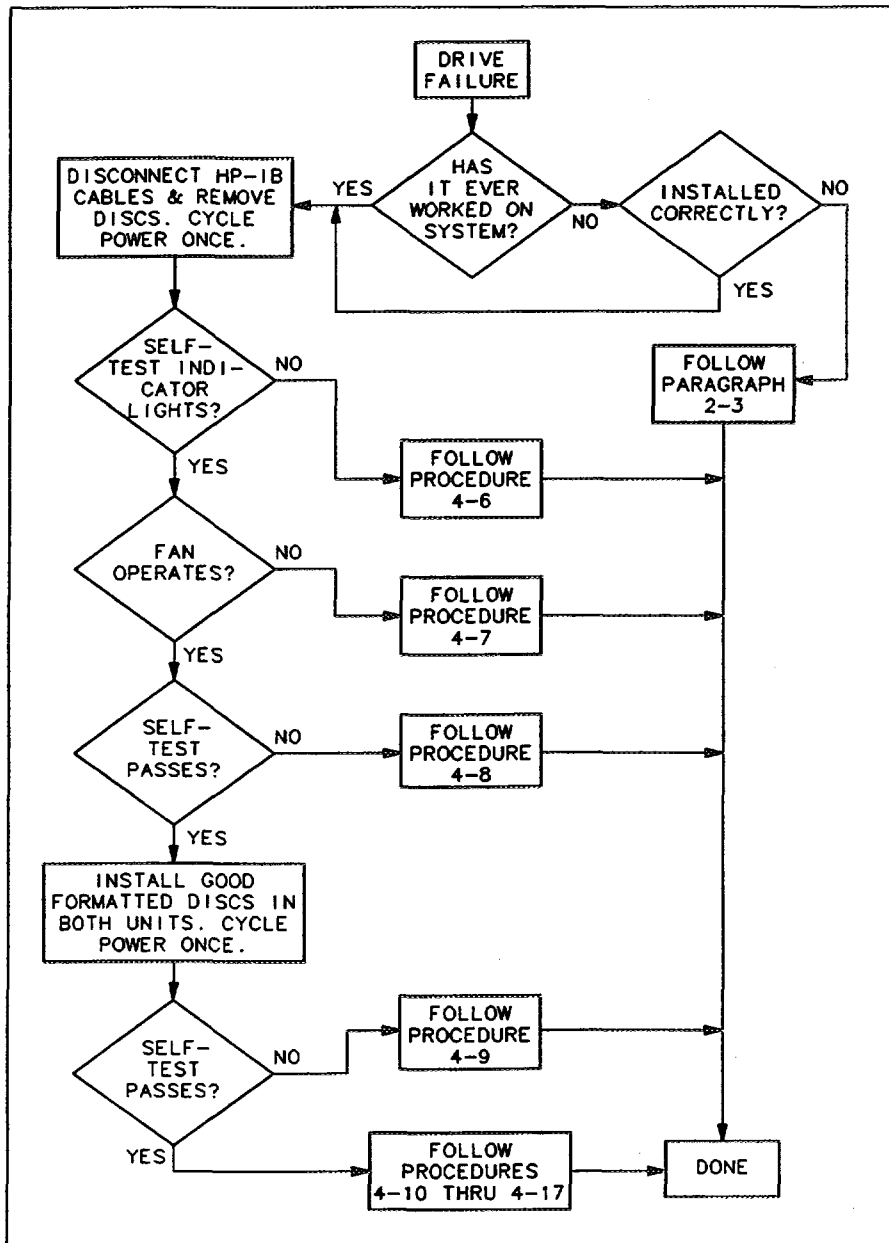 DRIVE
FAILURE
HAS
IT EVER
WORKED ON
SYSTEM?
YES
NO
INSTALLED
CORRECTLY?
NO
YES
DISCONNECT HP-IB
CABLES & REMOVE
DISCS. CYCLE
POWER ONCE.
FOLLOW
PARAGRAPH
2-3
SELF-
TEST INDI-
CATOR
LIGHTS?
NO
YES
FOLLOW
PROCEDURE
4-6
FAN
OPERATES?
NO
YES
FOLLOW
PROCEDURE
4-7
SELF-
TEST
PASSES?
NO
YES
FOLLOW
PROCEDURE
4-8
INSTALL GOOD
FORMATTED DISCS IN
BOTH UNITS. CYCLE
POWER ONCE.
SELF-
TEST
PASSES?
NO
YES
FOLLOW
PROCEDURE
4-9
FOLLOW
PROCEDURES
4-10 THRU 4-17
DONE